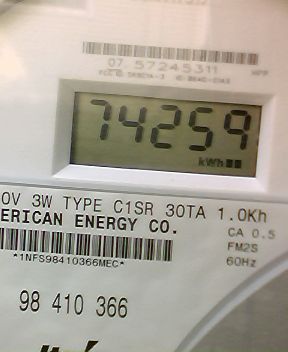 07 57245311
74259
kWh
0V 3W TYPE C1SR 30TA 1.0Kh
ERICAN ENERGY CO.
CA 0.5
FM2S
*1NFS98410366MEC*
60Hz
98 410 366